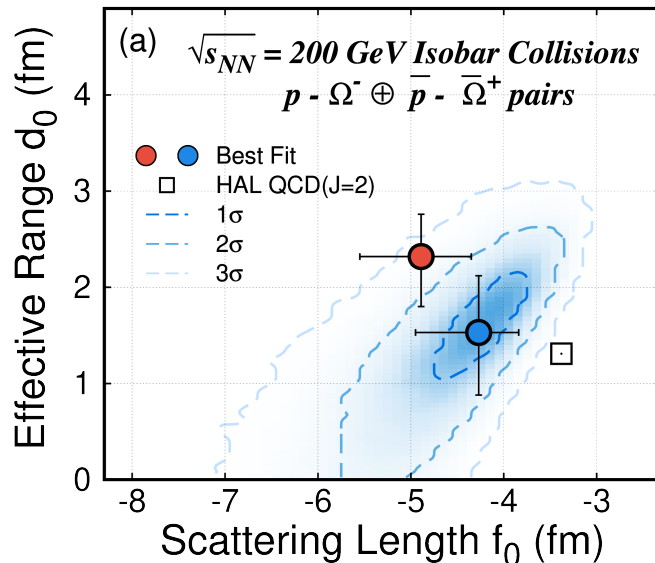 (a) √sNN = 200 GeV Isobar Collisions
p - Ω⁻ ⊕ p̅ - Ω̅⁺ pairs
Best Fit
HAL QCD(J=2)
1σ
2σ
3σ
Effective Range d₀ (fm)
4
3
2
1
0
-8 -7 -6 -5 -4 -3
Scattering Length f₀ (fm)